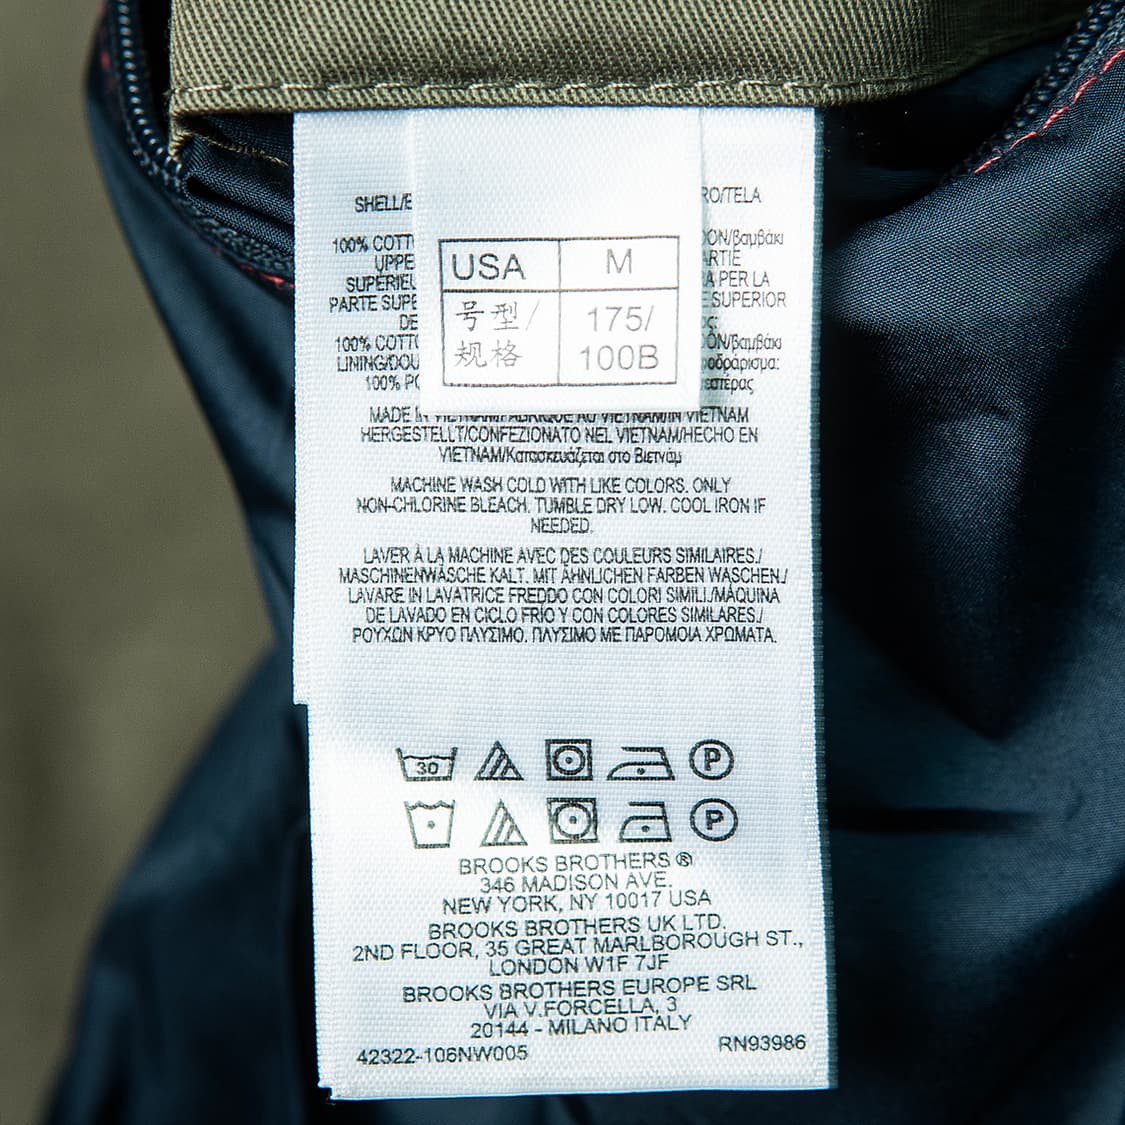 SHELL/ RO/TELA
100% COTT ON/βαμβάκι
UPPE ARTIE
SUPÉRIEU A PER LA
PARTE SUPE E SUPERIOR
DE ς:
100% COTTO ON/βαμβάκι
LINING/DOU ποδράρισμα:
100% PO εστέρας
USA M
号型/ 175/
规格 100B
MADE IN VIETNAM/FABRIQUÉ AU VIETNAM/IN VIETNAM
HERGESTELLT/CONFEZIONATO NEL VIETNAM/HECHO EN
VIETNAM/Κατασκευάζεται στο Βιετνάμ
MACHINE WASH COLD WITH LIKE COLORS. ONLY
NON-CHLORINE BLEACH. TUMBLE DRY LOW. COOL IRON IF
NEEDED.
LAVER À LA MACHINE AVEC DES COULEURS SIMILAIRES./
MASCHINENWÄSCHE KALT. MIT ÄHNLICHEN FARBEN WASCHEN./
LAVARE IN LAVATRICE FREDDO CON COLORI SIMILI./MÁQUINA
DE LAVADO EN CICLO FRÍO Y CON COLORES SIMILARES./
ΡΟΥΧΩΝ ΚΡΥΟ ΠΛΥΣΙΜΟ. ΠΛΥΣΙΜΟ ΜΕ ΠΑΡΟΜΟΙΑ ΧΡΩΜΑΤΑ.
30 P
P
BROOKS BROTHERS ®
346 MADISON AVE.
NEW YORK, NY 10017 USA
BROOKS BROTHERS UK LTD.
2ND FLOOR, 35 GREAT MARLBOROUGH ST.,
LONDON W1F 7JF
BROOKS BROTHERS EUROPE SRL
VIA V.FORCELLA, 3
20144 - MILANO ITALY
42322-106NW005 RN93986